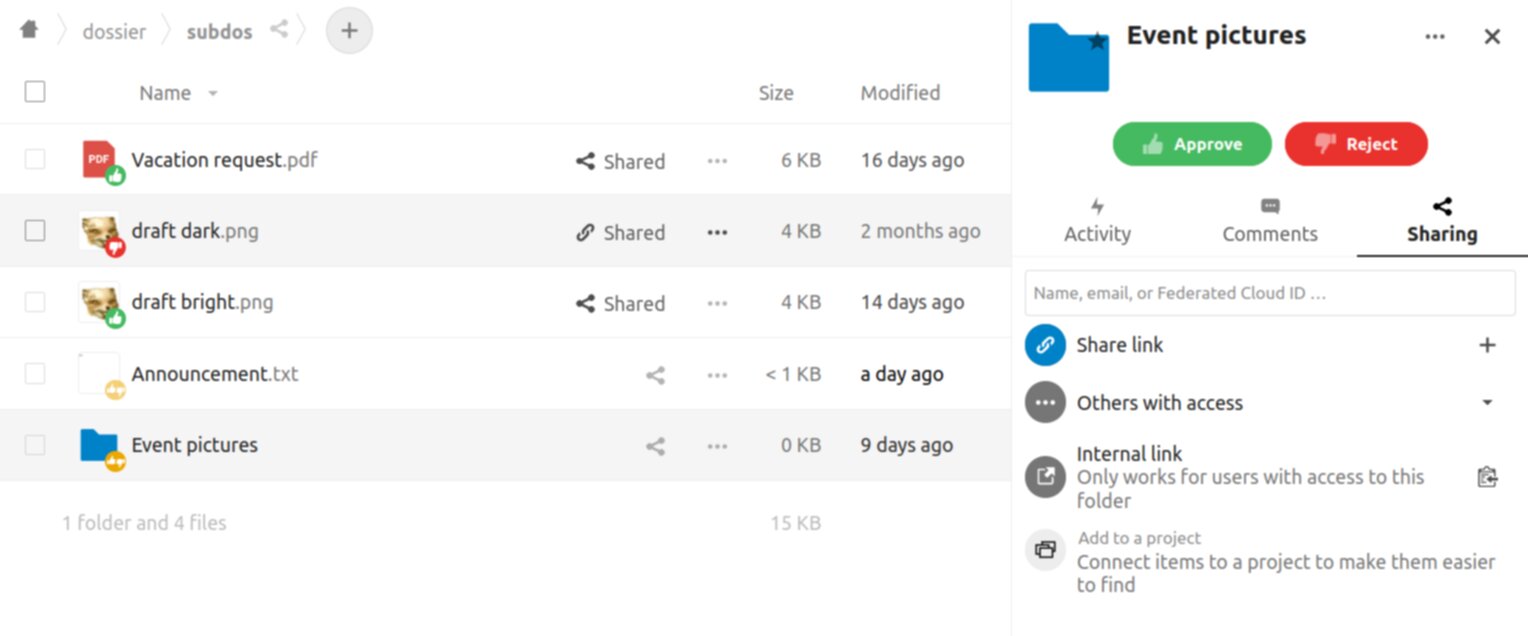 dossier subdos
Name Size Modified
PDF Vacation request.pdf Shared 6 KB 16 days ago
draft dark.png Shared 4 KB 2 months ago
draft bright.png Shared 4 KB 14 days ago
Announcement.txt < 1 KB a day ago
Event pictures 0 KB 9 days ago
1 folder and 4 files 15 KB
Event pictures
Approve Reject
Activity Comments Sharing
Name, email, or Federated Cloud ID ...
Share link
Others with access
Internal link
Only works for users with access to this
folder
Add to a project
Connect items to a project to make them easier
to find